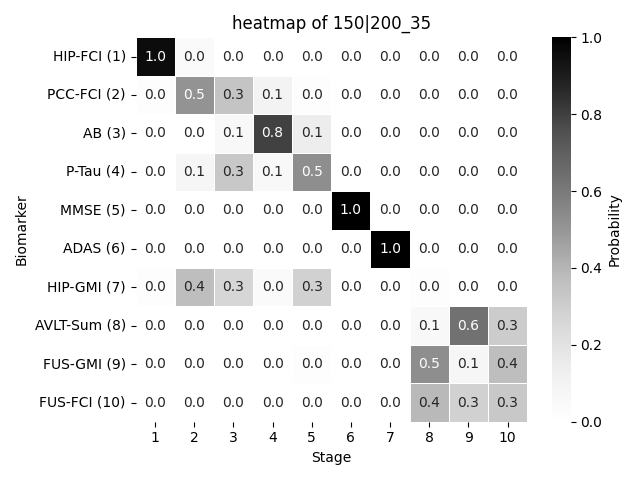 heatmap of 150|200_35
HIP-FCI (1) 1.0 0.0 0.0 0.0 0.0 0.0 0.0 0.0 0.0 0.0
PCC-FCI (2) 0.0 0.5 0.3 0.1 0.0 0.0 0.0 0.0 0.0 0.0
AB (3) 0.0 0.0 0.1 0.8 0.1 0.0 0.0 0.0 0.0 0.0
P-Tau (4) 0.0 0.1 0.3 0.1 0.5 0.0 0.0 0.0 0.0 0.0
MMSE (5) 0.0 0.0 0.0 0.0 0.0 1.0 0.0 0.0 0.0 0.0
ADAS (6) 0.0 0.0 0.0 0.0 0.0 0.0 1.0 0.0 0.0 0.0
HIP-GMI (7) 0.0 0.4 0.3 0.0 0.3 0.0 0.0 0.0 0.0 0.0
AVLT-Sum (8) 0.0 0.0 0.0 0.0 0.0 0.0 0.0 0.1 0.6 0.3
FUS-GMI (9) 0.0 0.0 0.0 0.0 0.0 0.0 0.0 0.5 0.1 0.4
FUS-FCI (10) 0.0 0.0 0.0 0.0 0.0 0.0 0.0 0.4 0.3 0.3
1 2 3 4 5 6 7 8 9 10
Stage
Biomarker
1.0
0.8
0.6
0.4
0.2
0.0
Probability